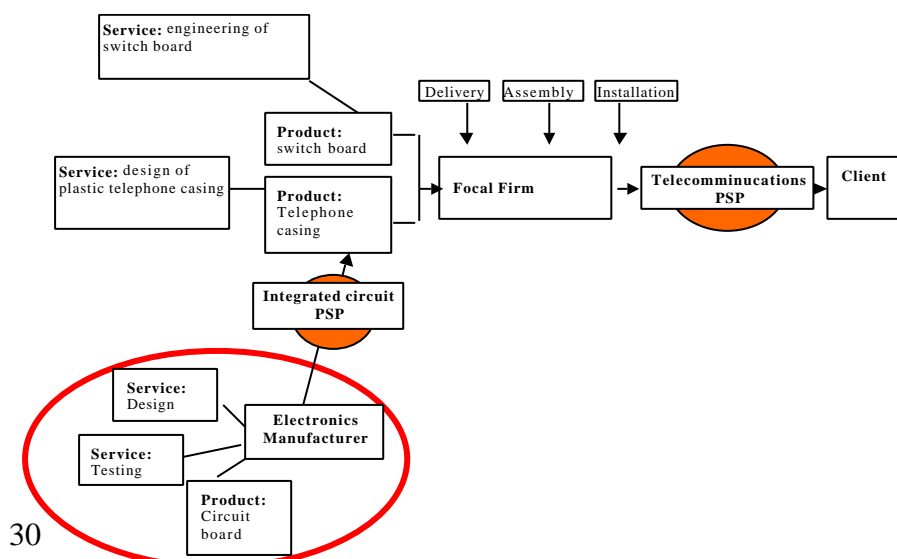 Service: engineering of
switch board
Delivery
Assembly
Installation
Product:
switch board
Service: design of
plastic telephone casing
Product:
Telephone
casing
Focal Firm
Telecomminucations
PSP
Client
Integrated circuit
PSP
Service:
Design
Electronics
Manufacturer
Service:
Testing
Product:
Circuit
board
30